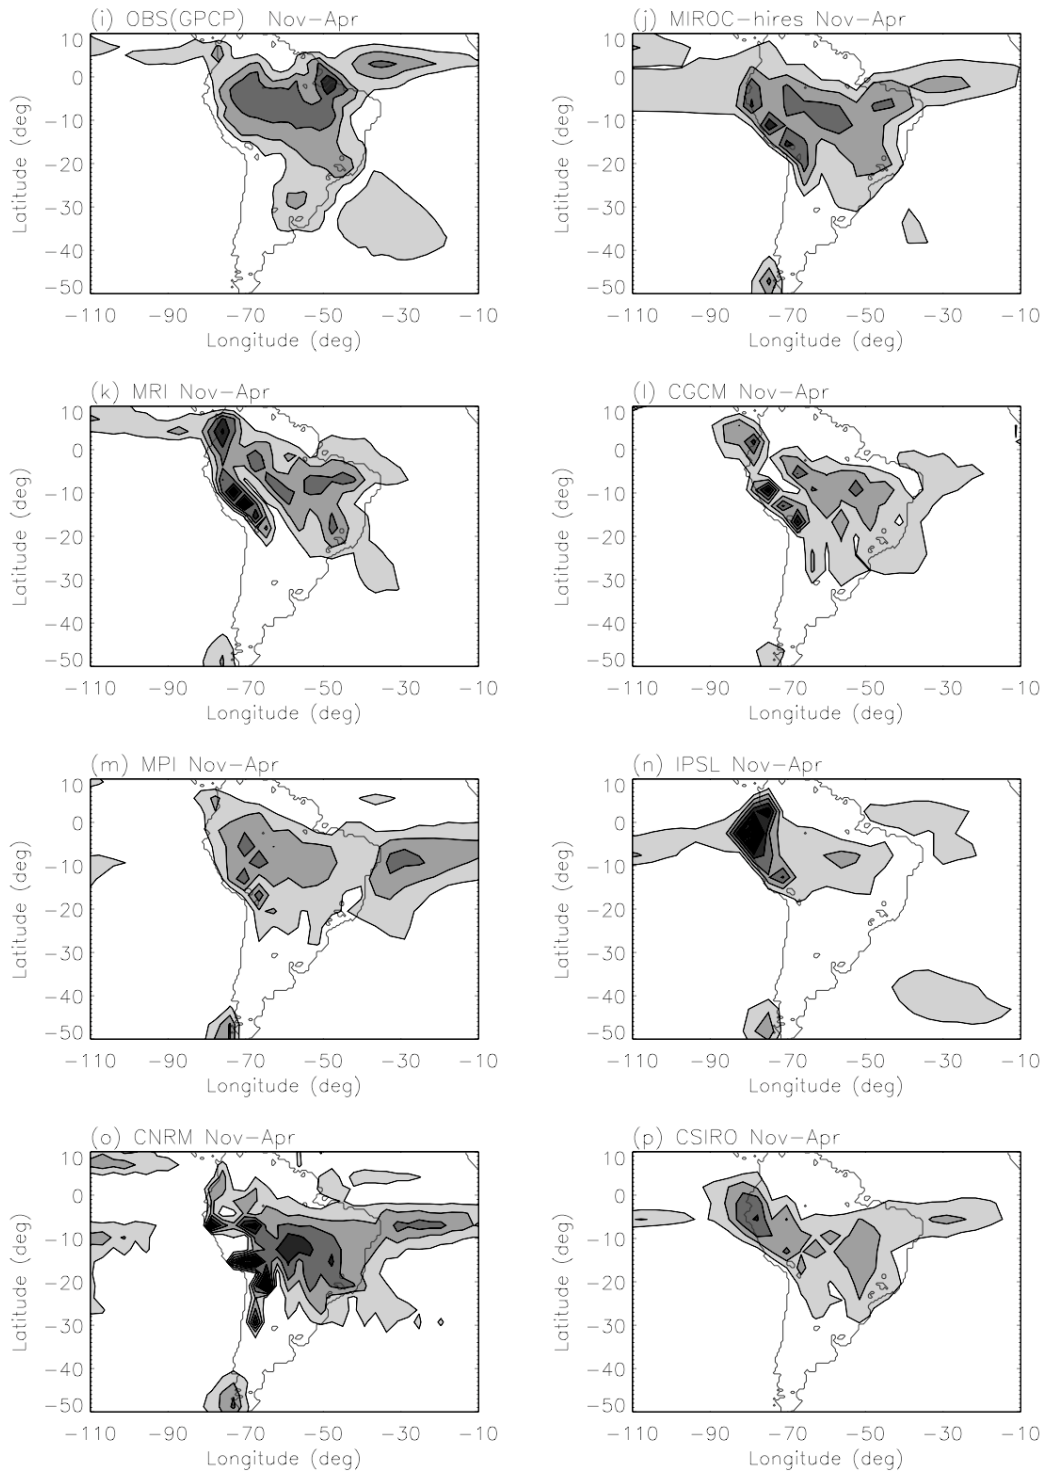 (i) OBS(GPCP) Nov-Apr
10
0
-10
-20
-30
-40
-50
Latitude (deg)
-110 -90 -70 -50 -30 -10
Longitude (deg)
(j) MIROC-hires Nov-Apr
10
0
-10
-20
-30
-40
-50
Latitude (deg)
-110 -90 -70 -50 -30 -10
Longitude (deg)
(k) MRI Nov-Apr
10
0
-10
-20
-30
-40
-50
Latitude (deg)
-110 -90 -70 -50 -30 -10
Longitude (deg)
(l) CGCM Nov-Apr
10
0
-10
-20
-30
-40
-50
Latitude (deg)
-110 -90 -70 -50 -30 -10
Longitude (deg)
(m) MPI Nov-Apr
10
0
-10
-20
-30
-40
-50
Latitude (deg)
-110 -90 -70 -50 -30 -10
Longitude (deg)
(n) IPSL Nov-Apr
10
0
-10
-20
-30
-40
-50
Latitude (deg)
-110 -90 -70 -50 -30 -10
Longitude (deg)
(o) CNRM Nov-Apr
10
0
-10
-20
-30
-40
-50
Latitude (deg)
-110 -90 -70 -50 -30 -10
Longitude (deg)
(p) CSIRO Nov-Apr
10
0
-10
-20
-30
-40
-50
Latitude (deg)
-110 -90 -70 -50 -30 -10
Longitude (deg)